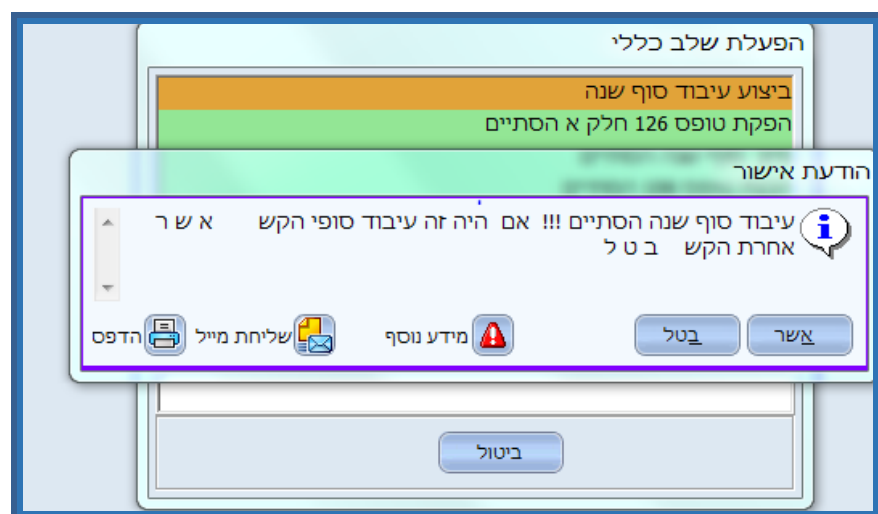 הפעלת שלב כללי
ביצוע עיבוד סוף שנה
הפקת טופס 126 חלק א הסתיים
הודעת אישור
עיבוד סוף שנה הסתיים !!! אם היה זה עיבוד סופי הקש א ש ר
אחרת הקש ב ט ל
אשר
בטל
מידע נוסף
שליחת מייל
הדפס
ביטול